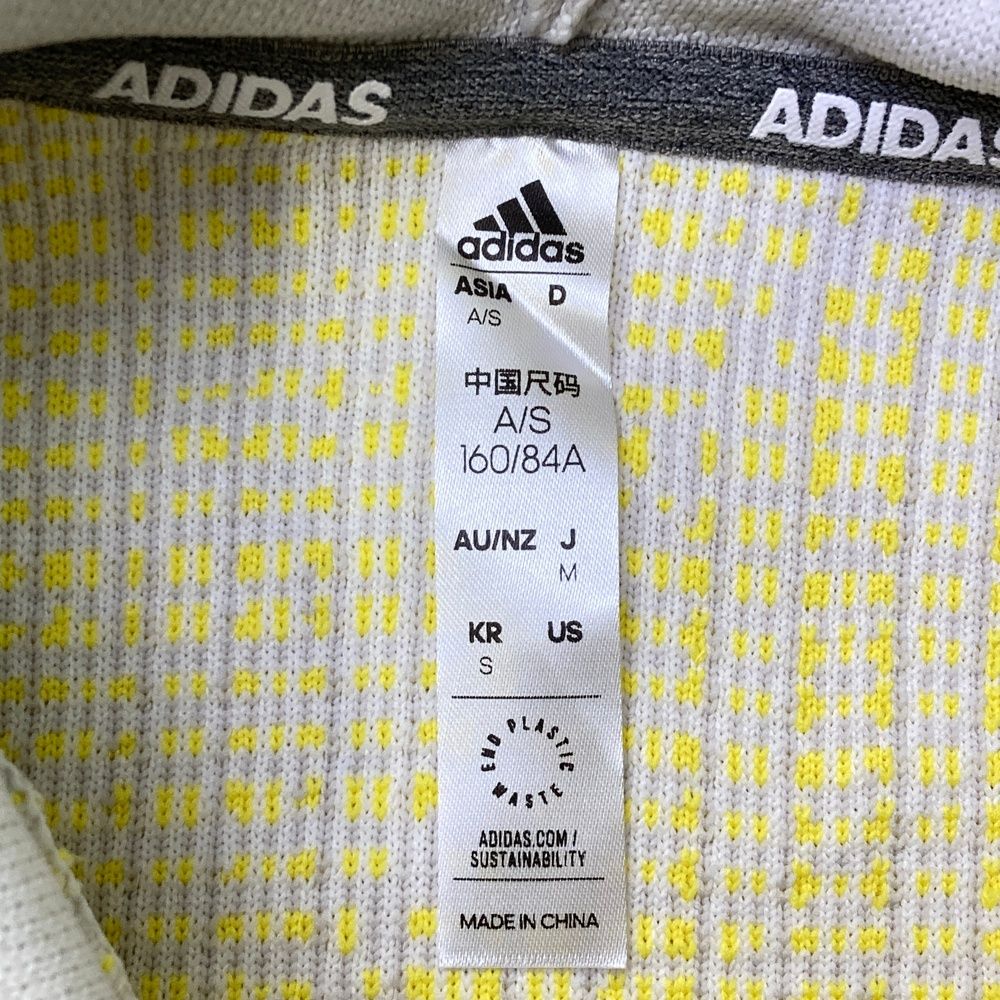 ADIDAS ADIDAS
adidas
ASIA D
A/S
中国尺码
A/S
160/84A
AU/NZ J
M
KR US
S
END PLASTIC WASTE
ADIDAS.COM/
SUSTAINABILITY
MADE IN CHINA